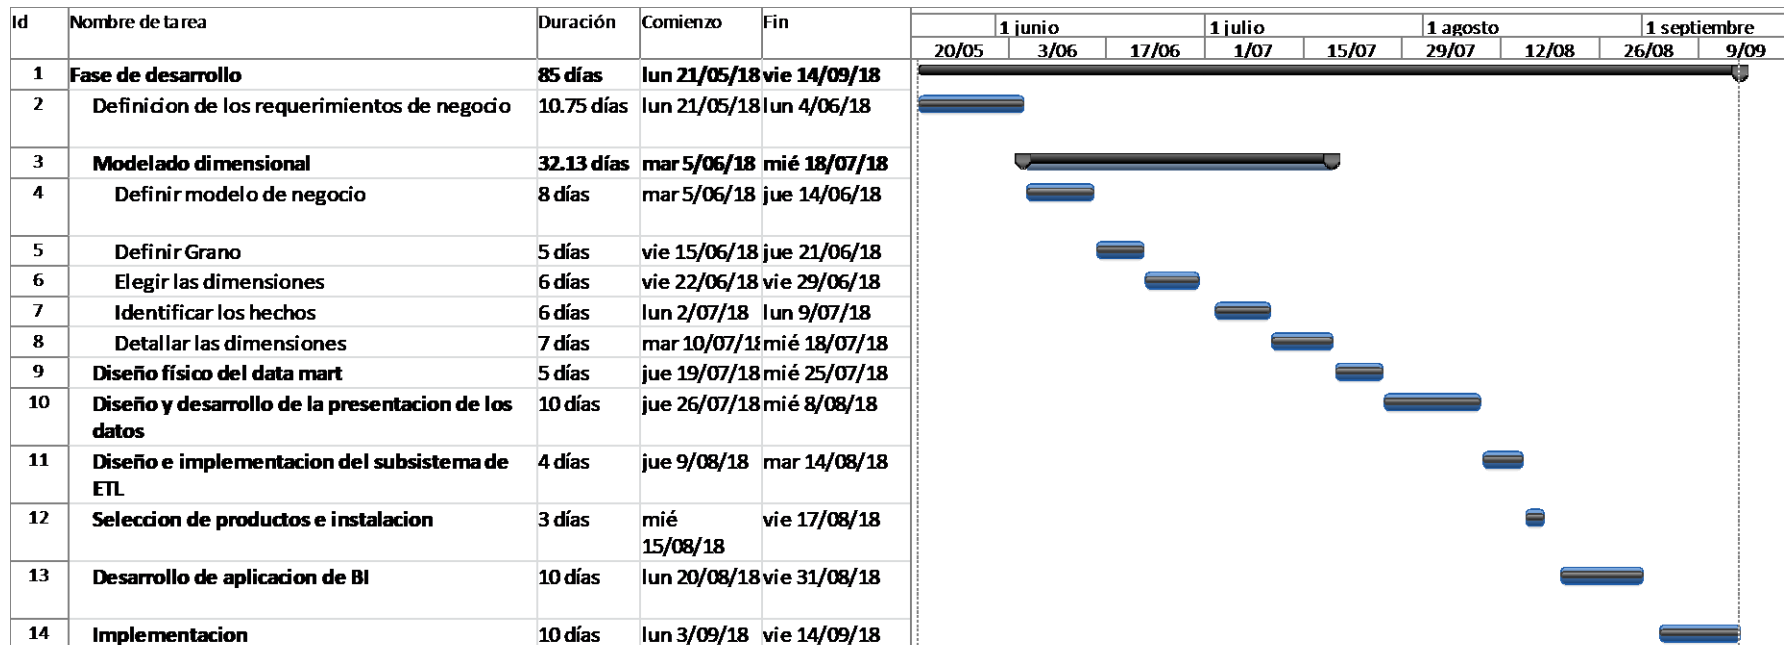 Id Nombre de tarea Duración Comienzo Fin
1 junio 1 julio 1 agosto 1 septiembre
20/05 3/06 17/06 1/07 15/07 29/07 12/08 26/08 9/09
1 Fase de desarrollo 85 días lun 21/05/18 vie 14/09/18
2 Definicion de los requerimientos de negocio 10.75 días lun 21/05/18 lun 4/06/18
3 Modelado dimensional 32.13 días mar 5/06/18 mié 18/07/18
4 Definir modelo de negocio 8 días mar 5/06/18 jue 14/06/18
5 Definir Grano 5 días vie 15/06/18 jue 21/06/18
6 Elegir las dimensiones 6 días vie 22/06/18 vie 29/06/18
7 Identificar los hechos 6 días lun 2/07/18 lun 9/07/18
8 Detallar las dimensiones 7 días mar 10/07/18 mié 18/07/18
9 Diseño físico del data mart 5 días jue 19/07/18 mié 25/07/18
10 Diseño y desarrollo de la presentacion de los 10 días jue 26/07/18 mié 8/08/18
datos
11 Diseño e implementacion del subsistema de 4 días jue 9/08/18 mar 14/08/18
ETL
12 Seleccion de productos e instalacion 3 días mié vie 17/08/18
15/08/18
13 Desarrollo de aplicacion de BI 10 días lun 20/08/18 vie 31/08/18
14 Implementacion 10 días lun 3/09/18 vie 14/09/18